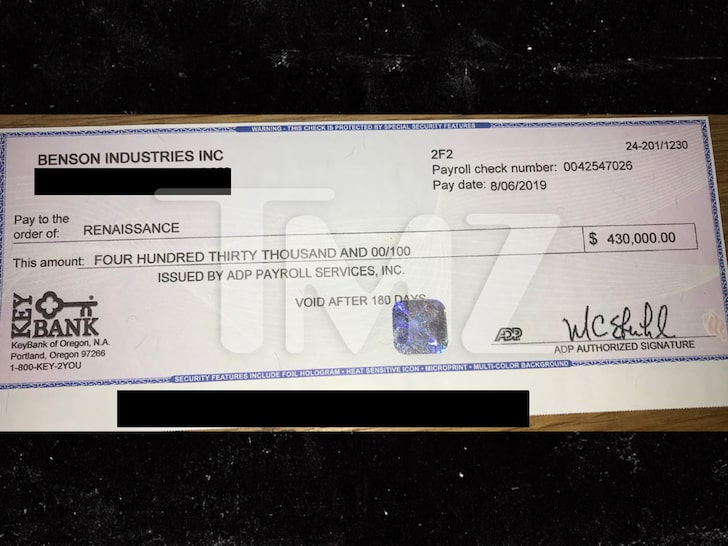 WARNING - THIS CHECK IS PROTECTED BY SPECIAL SECURITY FEATURES
BENSON INDUSTRIES INC
2F2
24-201/1230
Payroll check number: 0042547026
Pay date: 8/06/2019
Pay to the
order of: RENAISSANCE
$ 430,000.00
This amount: FOUR HUNDRED THIRTY THOUSAND AND 00/100
ISSUED BY ADP PAYROLL SERVICES, INC.
VOID AFTER 180 DAYS
TMZ
KEY BANK
KeyBank of Oregon, N.A.
Portland, Oregon 97266
1-800-KEY-2YOU
ADP
ADP AUTHORIZED SIGNATURE
SECURITY FEATURES INCLUDE FOIL HOLOGRAM • HEAT SENSITIVE ICON • MICROPRINT • MULTI-COLOR BACKGROUND